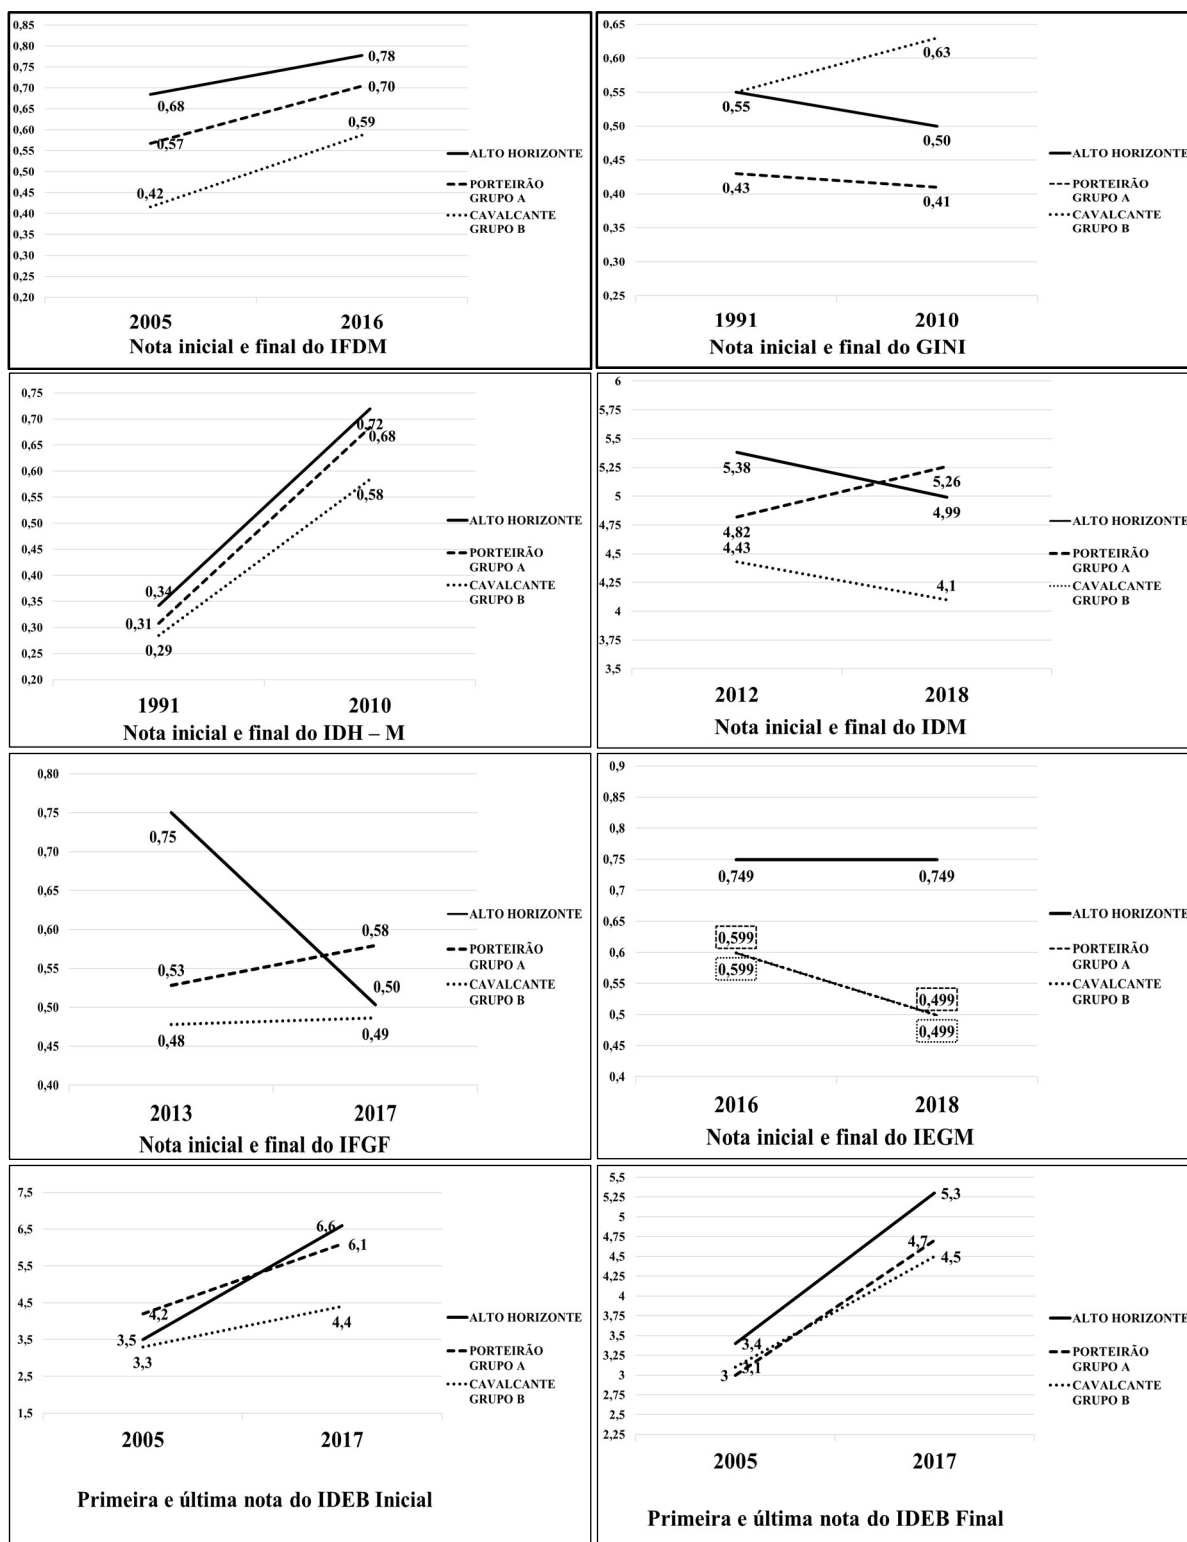 0,85
0,80
0,75
0,70
0,65
0,60
0,55
0,50
0,45
0,40
0,35
0,30
0,25
0,20
0,78
0,68
0,70
0,57
0,59
0,42
ALTO HORIZONTE
PORTEIRÃO
GRUPO A
CAVALCANTE
GRUPO B
2005 2016
Nota inicial e final do IFDM
0,65
0,60
0,55
0,50
0,45
0,40
0,35
0,30
0,25
0,63
0,55
0,50
0,43
0,41
ALTO HORIZONTE
PORTEIRÃO
GRUPO A
CAVALCANTE
GRUPO B
1991 2010
Nota inicial e final do GINI
0,75
0,70
0,65
0,60
0,55
0,50
0,45
0,40
0,35
0,30
0,25
0,20
0,72
0,68
0,58
0,34
0,31
0,29
ALTO HORIZONTE
PORTEIRÃO
GRUPO A
CAVALCANTE
GRUPO B
1991 2010
Nota inicial e final do IDH – M
6
5,75
5,5
5,25
5
4,75
4,5
4,25
4
3,75
3,5
5,38
5,26
4,99
4,82
4,43
4,1
ALTO HORIZONTE
PORTEIRÃO
GRUPO A
CAVALCANTE
GRUPO B
2012 2018
Nota inicial e final do IDM
0,80
0,75
0,70
0,65
0,60
0,55
0,50
0,45
0,40
0,75
0,58
0,53
0,50
0,48
0,49
ALTO HORIZONTE
PORTEIRÃO
GRUPO A
CAVALCANTE
GRUPO B
2013 2017
Nota inicial e final do IFGF
0,9
0,85
0,8
0,75
0,7
0,65
0,6
0,55
0,5
0,45
0,4
0,749 0,749
0,599
0,599
0,499
0,499
ALTO HORIZONTE
PORTEIRÃO
GRUPO A
CAVALCANTE
GRUPO B
2016 2018
Nota inicial e final do IEGM
7,5
6,5
5,5
4,5
3,5
2,5
1,5
6,6
6,1
4,2
3,5
3,3
4,4
ALTO HORIZONTE
PORTEIRÃO
GRUPO A
CAVALCANTE
GRUPO B
2005 2017
Primeira e última nota do IDEB Inicial
5,5
5,25
5
4,75
4,5
4,25
4
3,75
3,5
3,25
3
2,75
2,5
2,25
5,3
4,7
4,5
3,4
3,1
3
ALTO HORIZONTE
PORTEIRÃO
GRUPO A
CAVALCANTE
GRUPO B
2005 2017
Primeira e última nota do IDEB Final